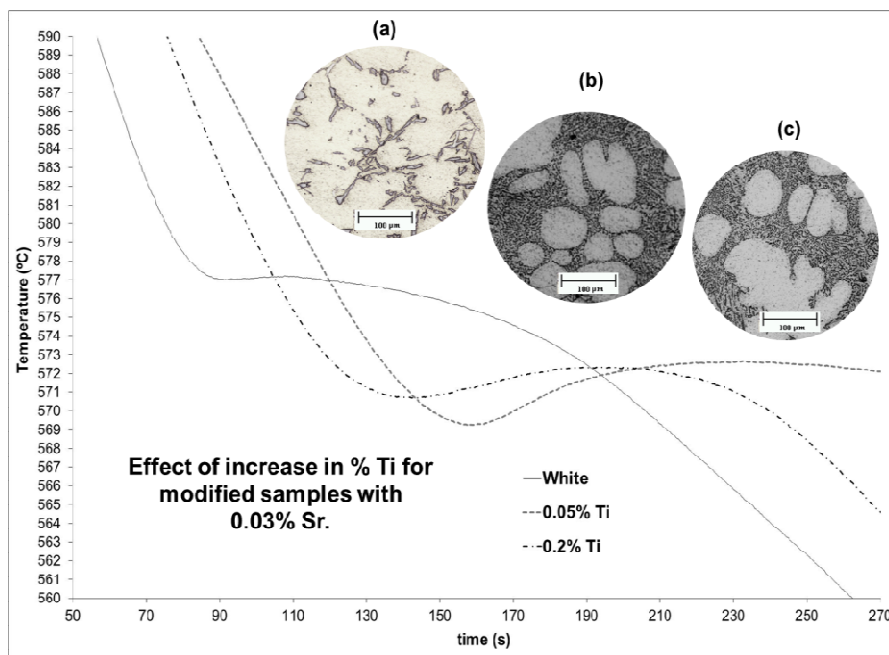 (a)
(b)
(c)
590
589
588
587
586
585
584
583
582
581
580
579
578
577
576
575
574
573
572
571
570
569
568
567
566
565
564
563
562
561
560
Temperature (ºC)
100 µm
100 µm
100 µm
Effect of increase in % Ti for
modified samples with
0.03% Sr.
White
0.05% Ti
0.2% Ti
50 70 90 110 130 150 170 190 210 230 250 270
time (s)